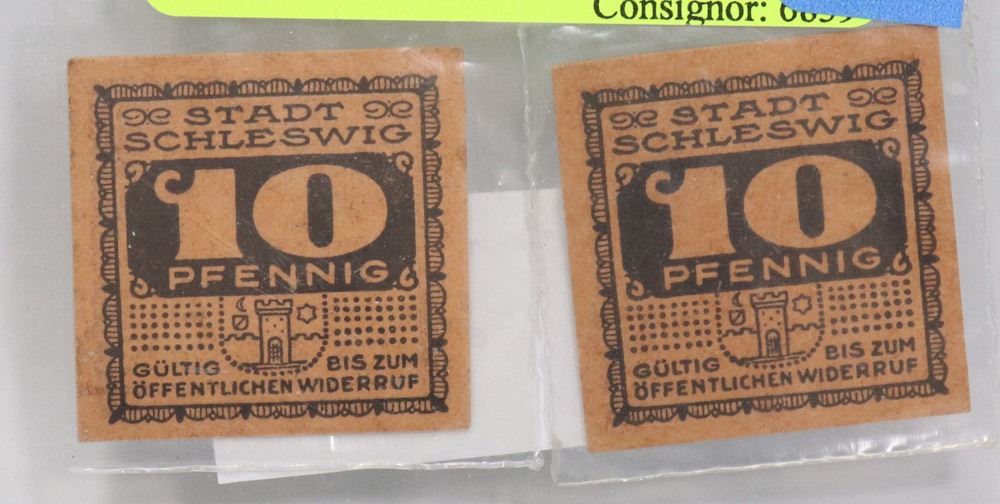 Consignor:
STADT
SCHLESWIG
10
PFENNIG
GÜLTIG BIS ZUM
ÖFFENTLICHEN WIDERRUF
STADT
SCHLESWIG
10
PFENNIG
GÜLTIG BIS ZUM
ÖFFENTLICHEN WIDERRUF